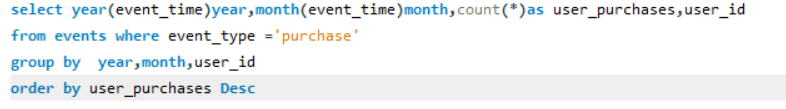 select year(event_time)year,month(event_time)month,count(*)as user_purchases,user_id
from events where event_type ='purchase'
group by  year,month,user_id
order by user_purchases Desc